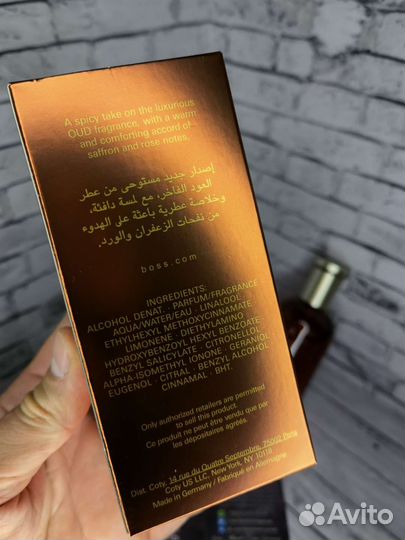 A spicy take on the luxurious
OUD fragrance, with a warm
and comforting accord of
saffron and rose notes.
إصدار جديد مستوحى من عطر
العود الفاخر، مع لمسة دافئة،
وخلاصة عطرية باعثة على الهدوء
من نفحات الزعفران والورد.
boss.com
INGREDIENTS:
ALCOHOL DENAT. · PARFUM/FRAGRANCE
AQUA/WATER/EAU · LINALOOL ·
ETHYLHEXYL METHOXYCINNAMATE
LIMONENE · DIETHYLAMINO
HYDROXYBENZOYL HEXYL BENZOATE
BENZYL SALICYLATE · CITRONELLOL
ALPHA-ISOMETHYL IONONE · GERANIOL ·
EUGENOL · CITRAL · BENZYL ALCOHOL
CINNAMAL · BHT.
Only authorized retailers are permitted
to sell this product.
Ce produit ne peut être vendu que par
les dépositaires agréés.
Dist. Coty, 14 rue du Quatre Septembre, 75002 Paris
Coty US LLC, New York, NY, 10118
Made in Germany / Fabriqué en Allemagne
Avito